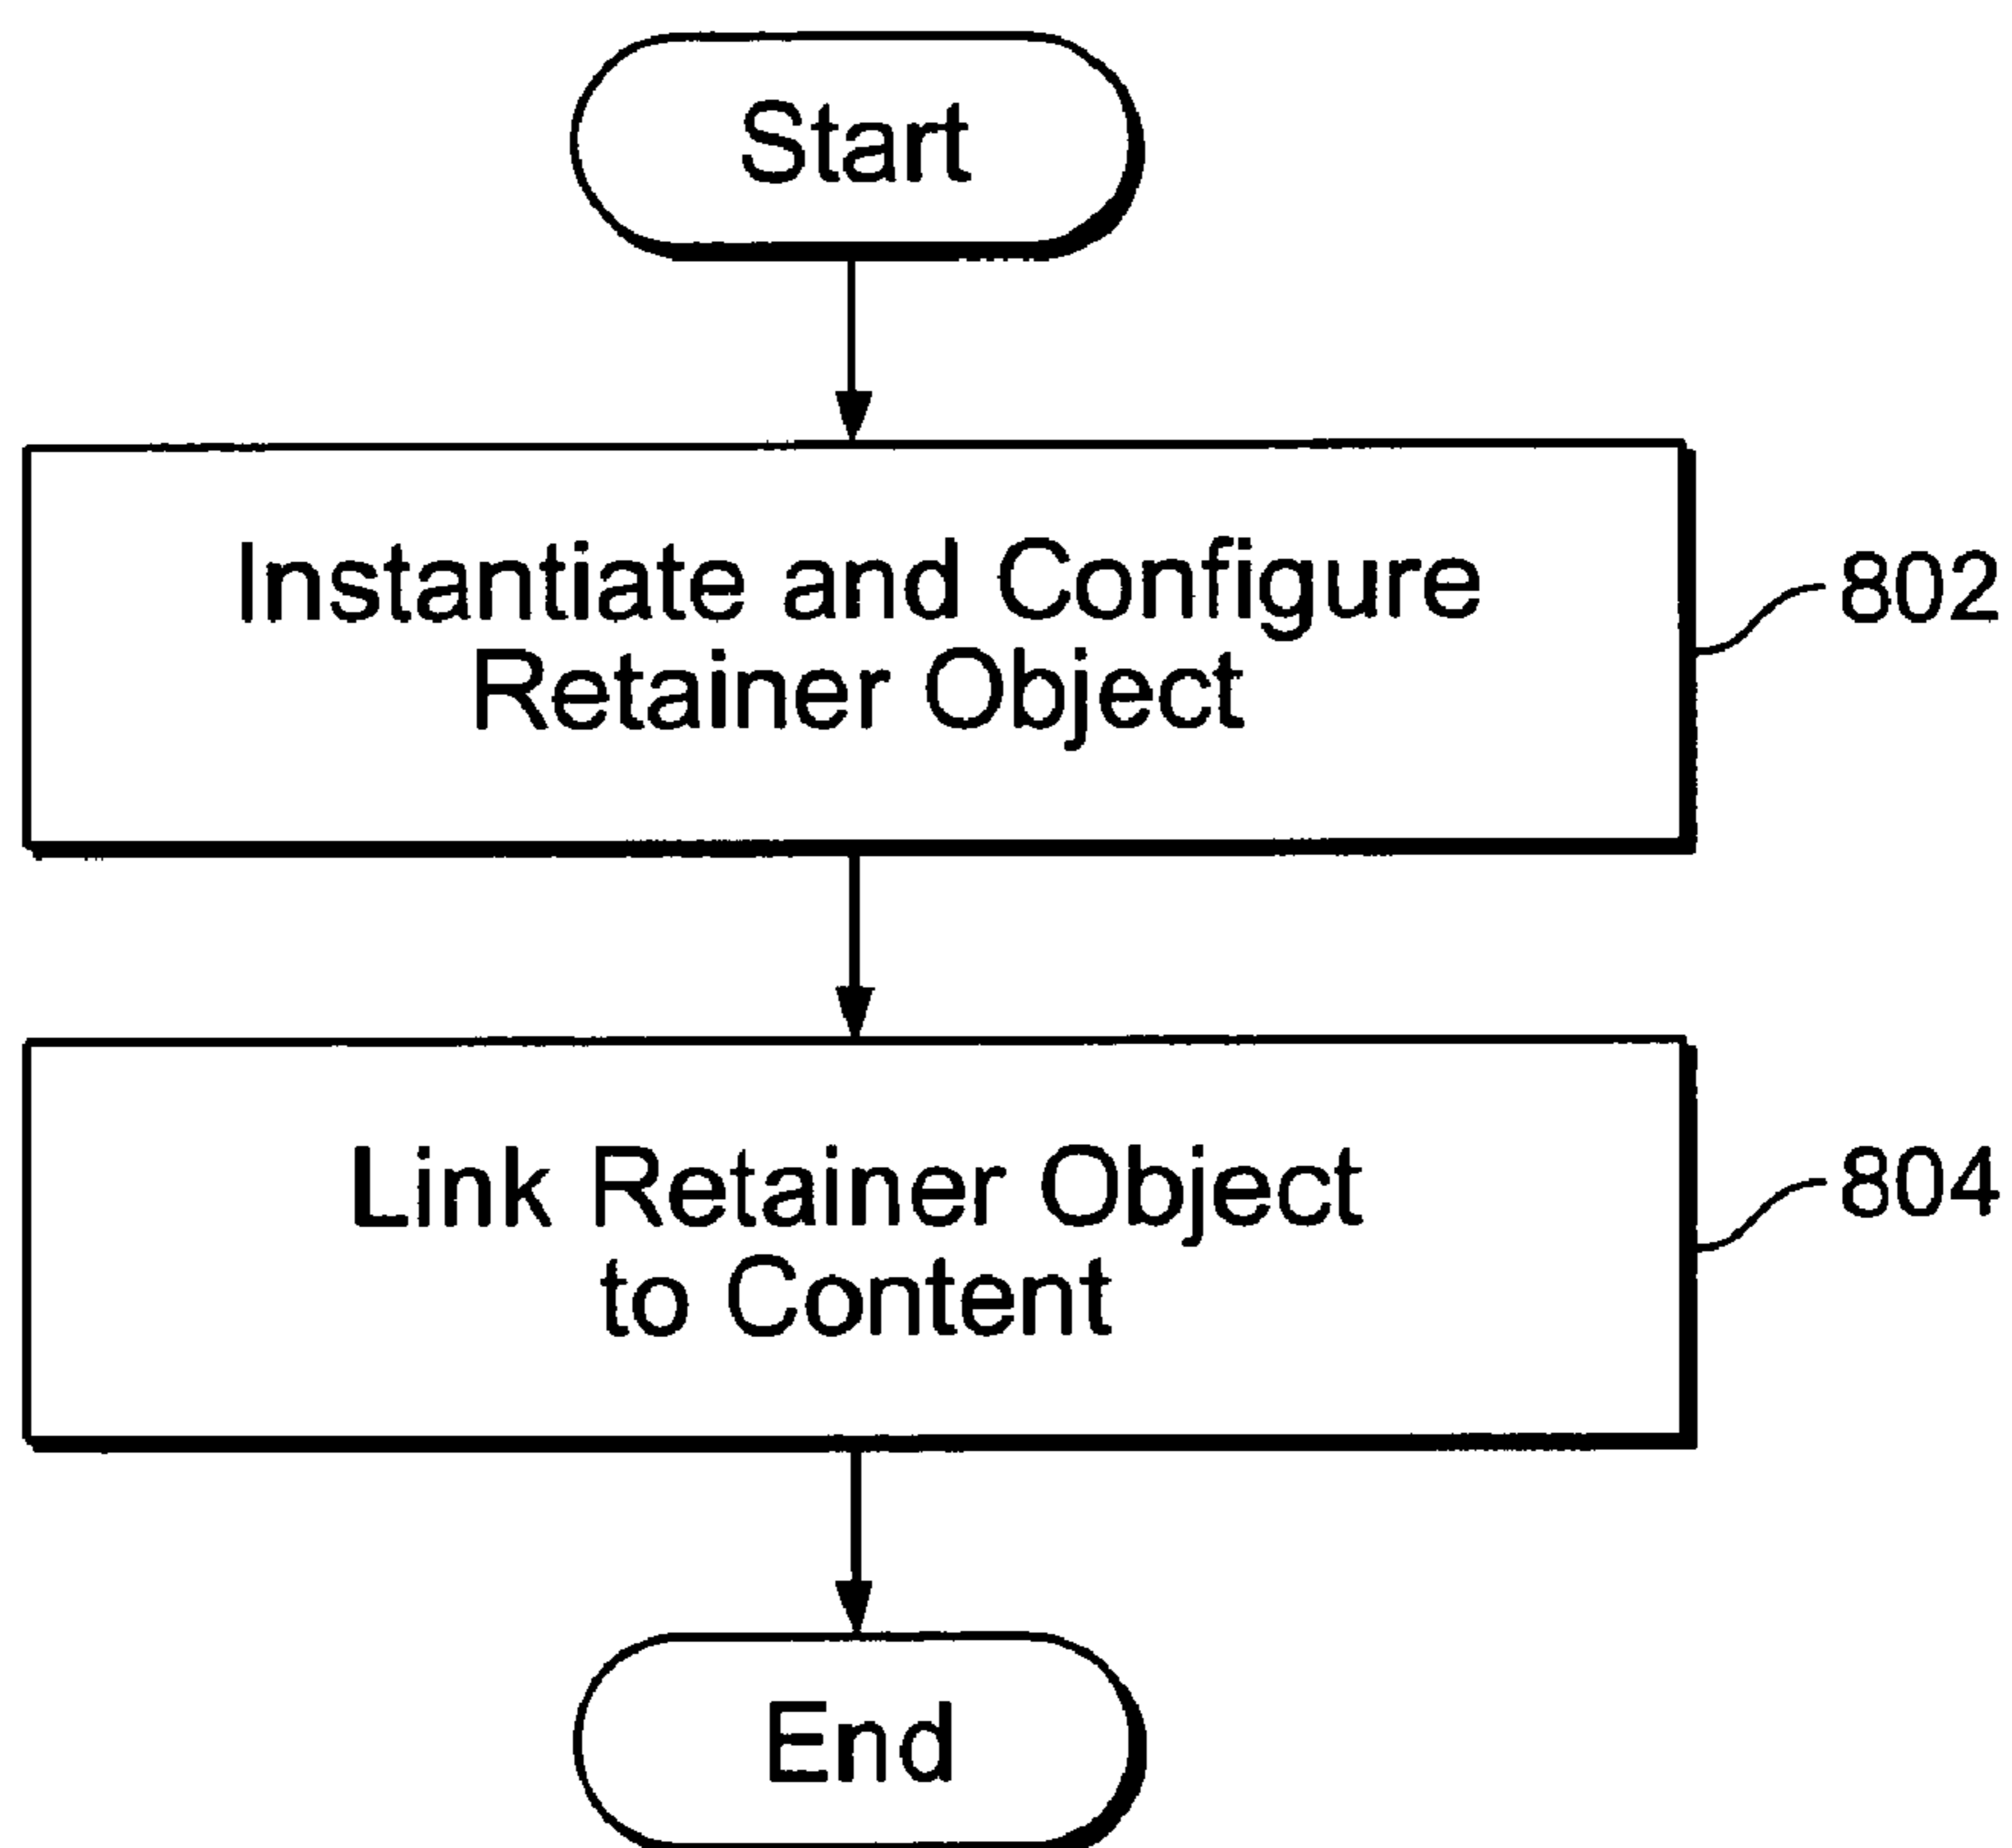 Start
Instantiate and Configure
Retainer Object
802
Link Retainer Object
to Content
804
End